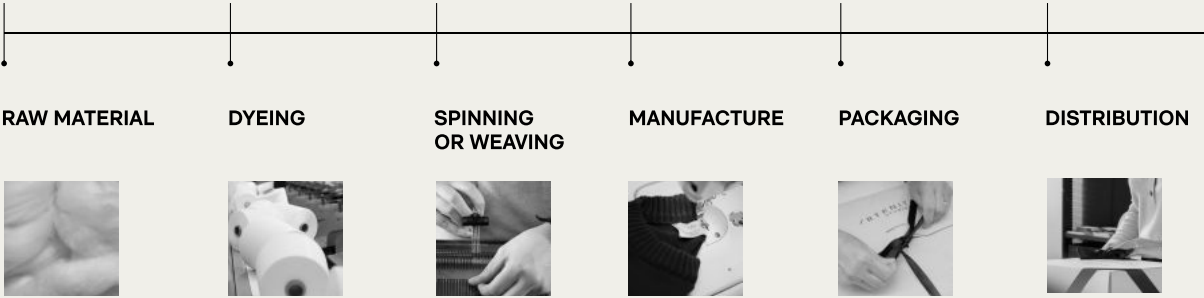 RAW MATERIAL
DYEING
SPINNING
OR WEAVING
MANUFACTURE
PACKAGING
DISTRIBUTION